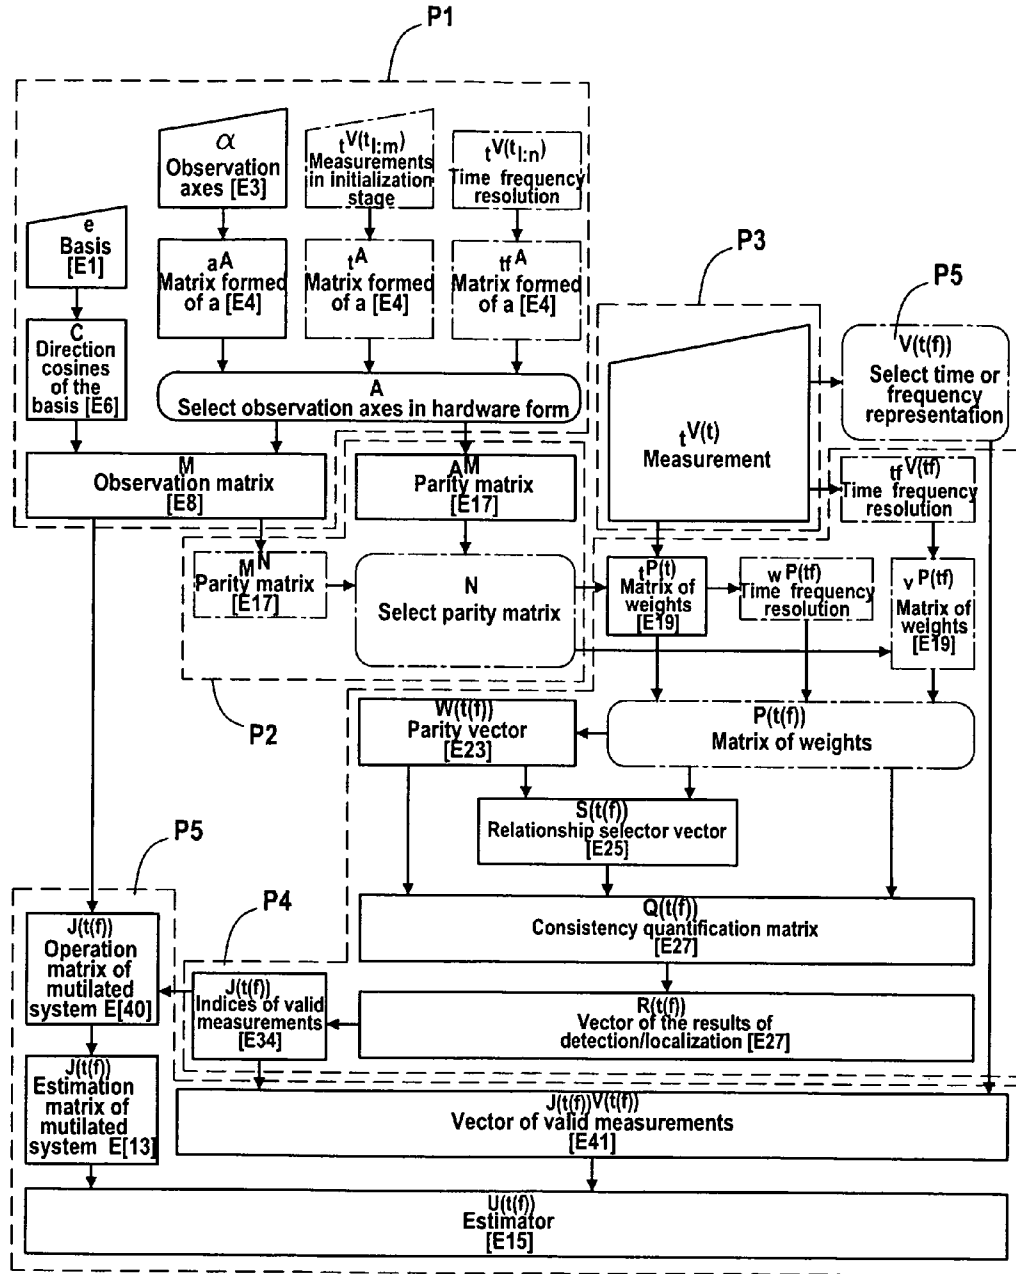 P1
α
Observation
axes [E3]
tV(tI:m)
Measurements
in initialization
stage
tV(tI:n)
Time frequency
resolution
e
Basis
[E1]
aA
Matrix formed
of a [E4]
tA
Matrix formed
of a [E4]
tfA
Matrix formed
of a [E4]
C
Direction
cosines
of the
basis [E6]
A
Select observation axes in hardware form
M
Observation matrix
[E8]
AM
Parity matrix
[E17]
P3
tV(t)
Measurement
P5
V(t(f))
Select time or
frequency
representation
tfV(tf)
Time frequency
resolution
MN
Parity matrix
[E17]
N
Select parity matrix
tP(t)
Matrix of
weights
[E19]
wP(tf)
Time frequency
resolution
vP(tf)
Matrix of
weights
[E19]
P2
W(t(f))
Parity vector
[E23]
P(t(f))
Matrix of weights
S(t(f))
Relationship selector vector
[E25]
Q(t(f))
Consistency quantification matrix
[E27]
R(t(f))
Vector of the results of
detection/localization [E27]
P4
J(t(f))
Indices of valid
measurements
[E34]
P5
J(t(f))
Operation
matrix of
mutilated
system E[40]
J(t(f))
Estimation
matrix of
mutilated
system E[13]
J(t(f))V(t(f))
Vector of valid measurements
[E41]
U(t(f))
Estimator
[E15]